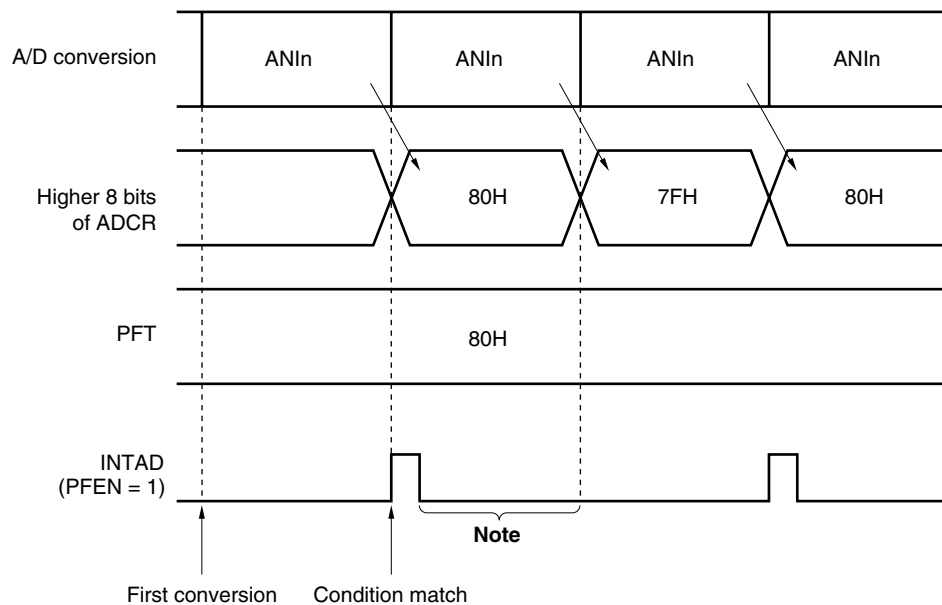 A/D conversion
ANIn
ANIn
ANIn
ANIn
Higher 8 bits
of ADCR
80H
7FH
80H
PFT
80H
INTAD
(PFEN = 1)
Note
First conversion
Condition match